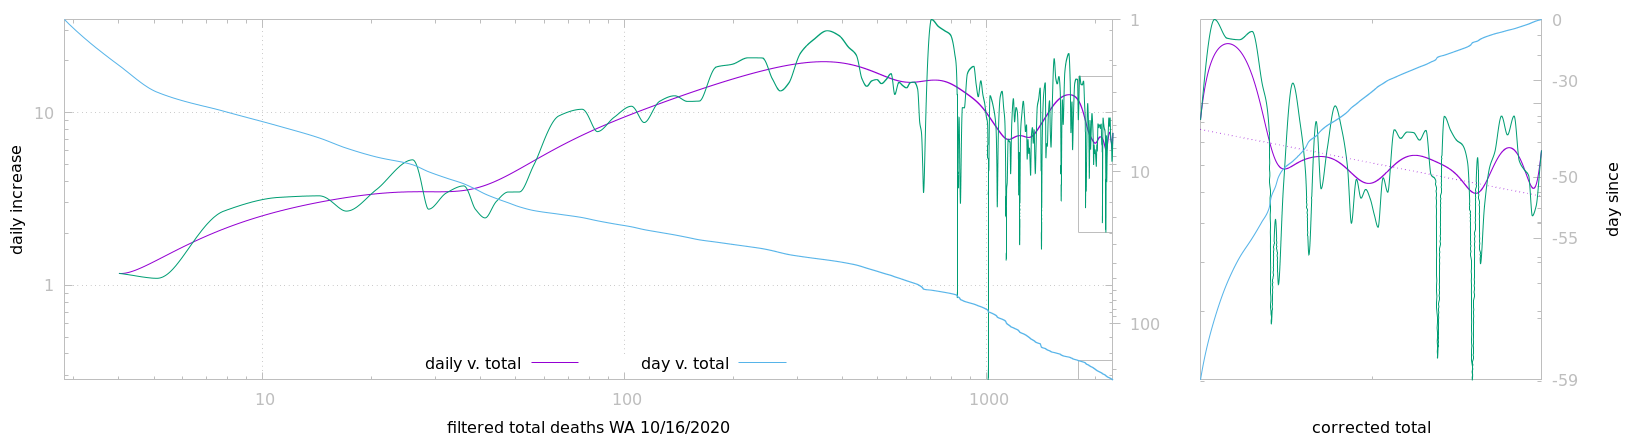 daily increase
10
1
daily v. total
day v. total
10
100
1000
filtered total deaths WA 10/16/2020
1
10
100
0
-30
-50
-55
-59
day since
corrected total